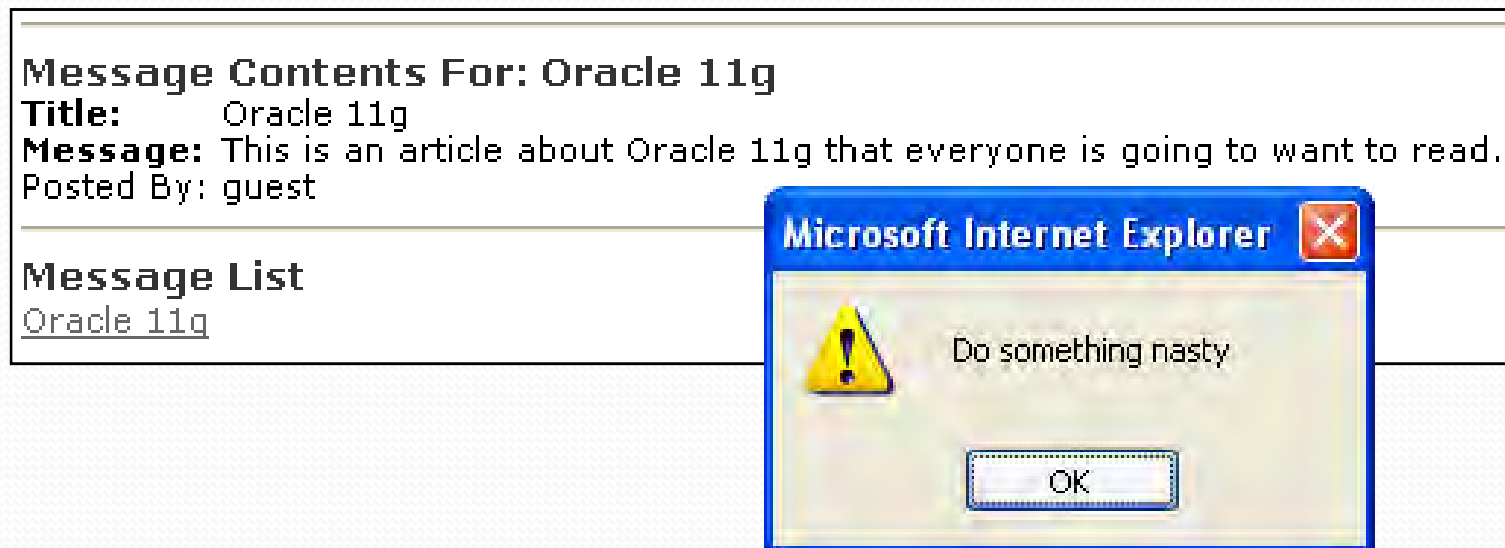 Message Contents For: Oracle 11g
Title: Oracle 11g
Message: This is an article about Oracle 11g that everyone is going to want to read.
Posted By: guest
Message List
Oracle 11g
Microsoft Internet Explorer
Do something nasty
OK